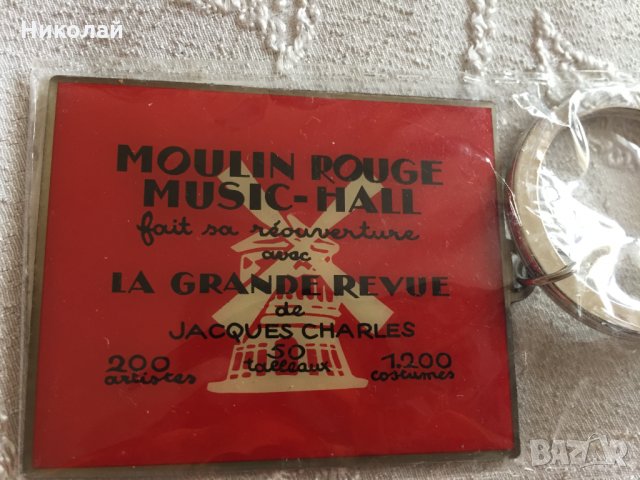 Николай
MOULIN ROUGE
MUSIC-HALL
fait sa réouverture
avec
LA GRANDE REVUE
de
JACQUES CHARLES
200 artistes 50 tableaux 1.200 costumes
BAZAR